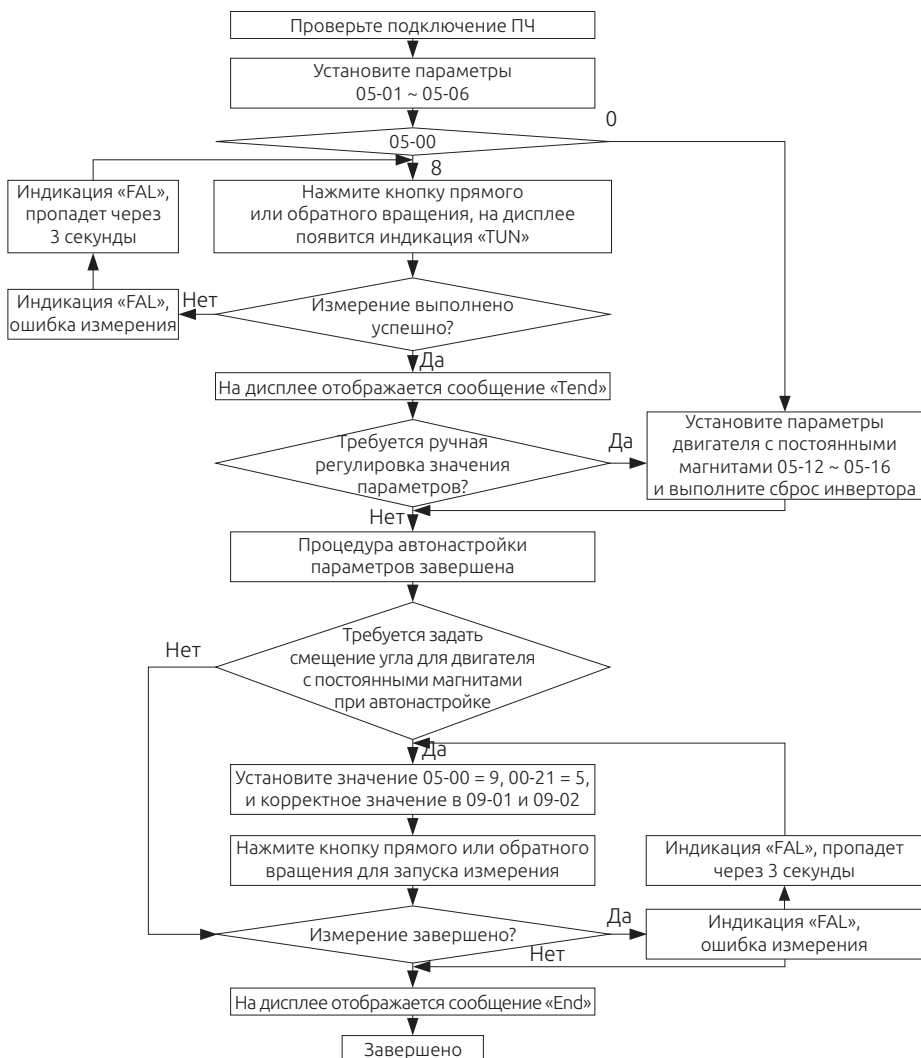 Проверьте подключение ПЧ
Установите параметры
05-01 ~ 05-06
0
05-00
8
Индикация «FAL»,
пропадет через
3 секунды
Нажмите кнопку прямого
или обратного вращения, на дисплее
появится индикация «TUN»
Индикация «FAL»,
ошибка измерения
Нет
Измерение выполнено
успешно?
Да
На дисплее отображается сообщение «Tend»
Требуется ручная
регулировка значения
параметров?
Да
Установите параметры
двигателя с постоянными
магнитами 05-12 ~ 05-16
и выполните сброс инвертора
Нет
Процедура автонастройки
параметров завершена
Нет
Требуется задать
смещение угла для двигателя
с постоянными магнитами
при автонастройке
Да
Установите значение 05-00 = 9, 00-21 = 5,
и корректное значение в 09-01 и 09-02
Нажмите кнопку прямого или обратного
вращения для запуска измерения
Индикация «FAL», пропадет
через 3 секунды
Измерение завершено?
Да
Индикация «FAL»,
ошибка измерения
Нет
На дисплее отображается сообщение «End»
Завершено